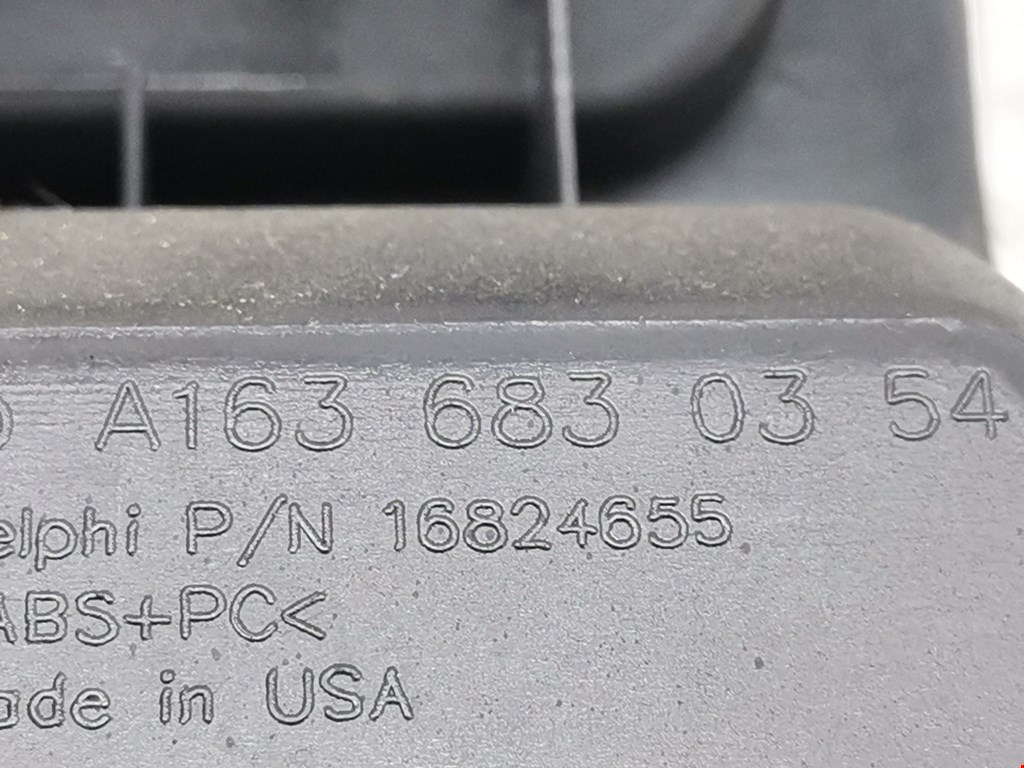 A163 683 03 54
elphi P/N 16824655
ABS+PC<
ade in USA